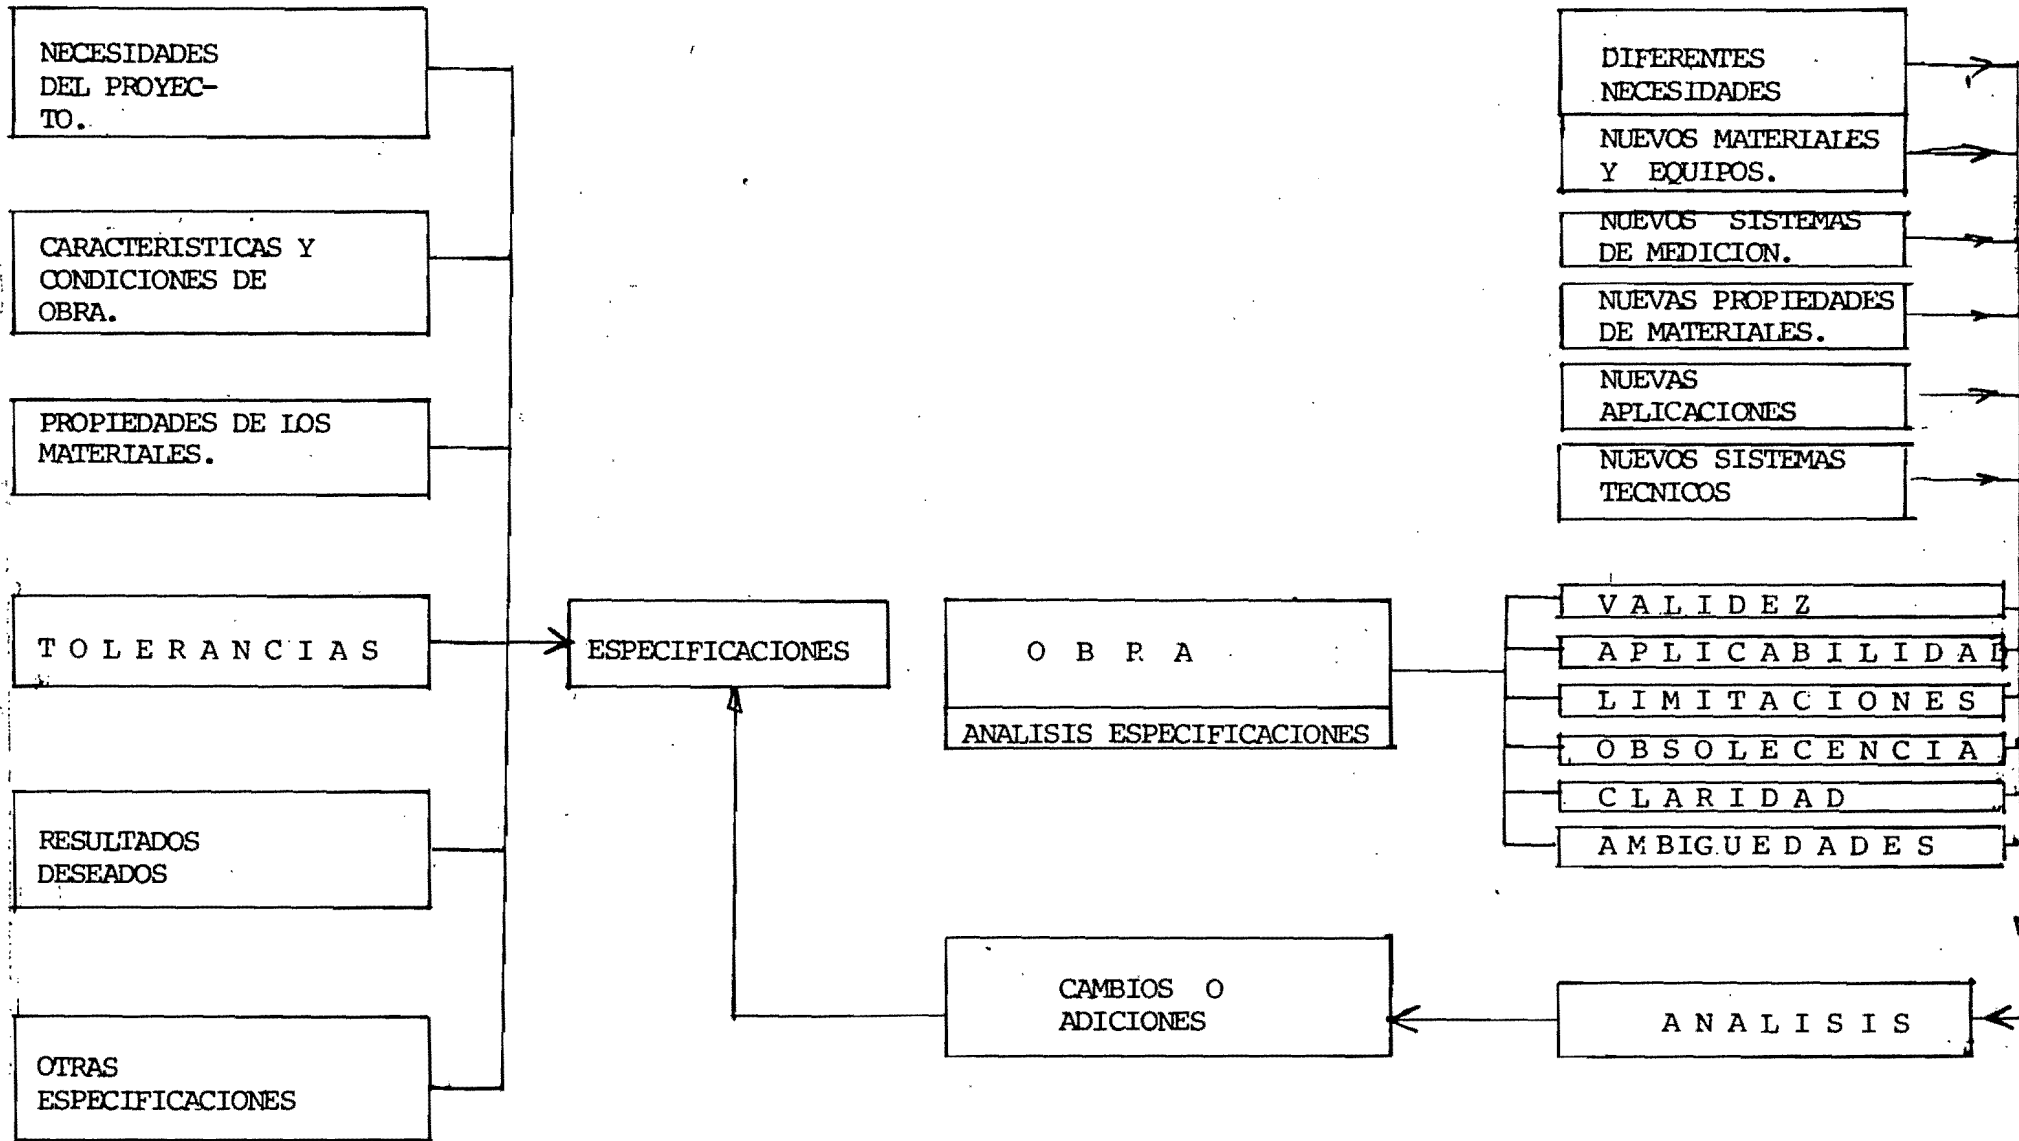 NECESIDADES
DEL PROYEC-
TO.
CARACTERISTICAS Y
CONDICIONES DE
OBRA.
PROPIEDADES DE LOS
MATERIALES.
TOLERANCIAS
RESULTADOS
DESEADOS
OTRAS
ESPECIFICACIONES
ESPECIFICACIONES
OBRA
ANALISIS ESPECIFICACIONES
CAMBIOS O
ADICIONES
DIFERENTES
NECESIDADES
NUEVOS MATERIALES
Y EQUIPOS.
NUEVOS SISTEMAS
DE MEDICION.
NUEVAS PROPIEDADES
DE MATERIALES.
NUEVAS
APLICACIONES
NUEVOS SISTEMAS
TECNICOS
VALIDEZ
APLICABILIDAD
LIMITACIONES
OBSOLECENCIA
CLARIDAD
AMBIGUEDADES
ANALISIS